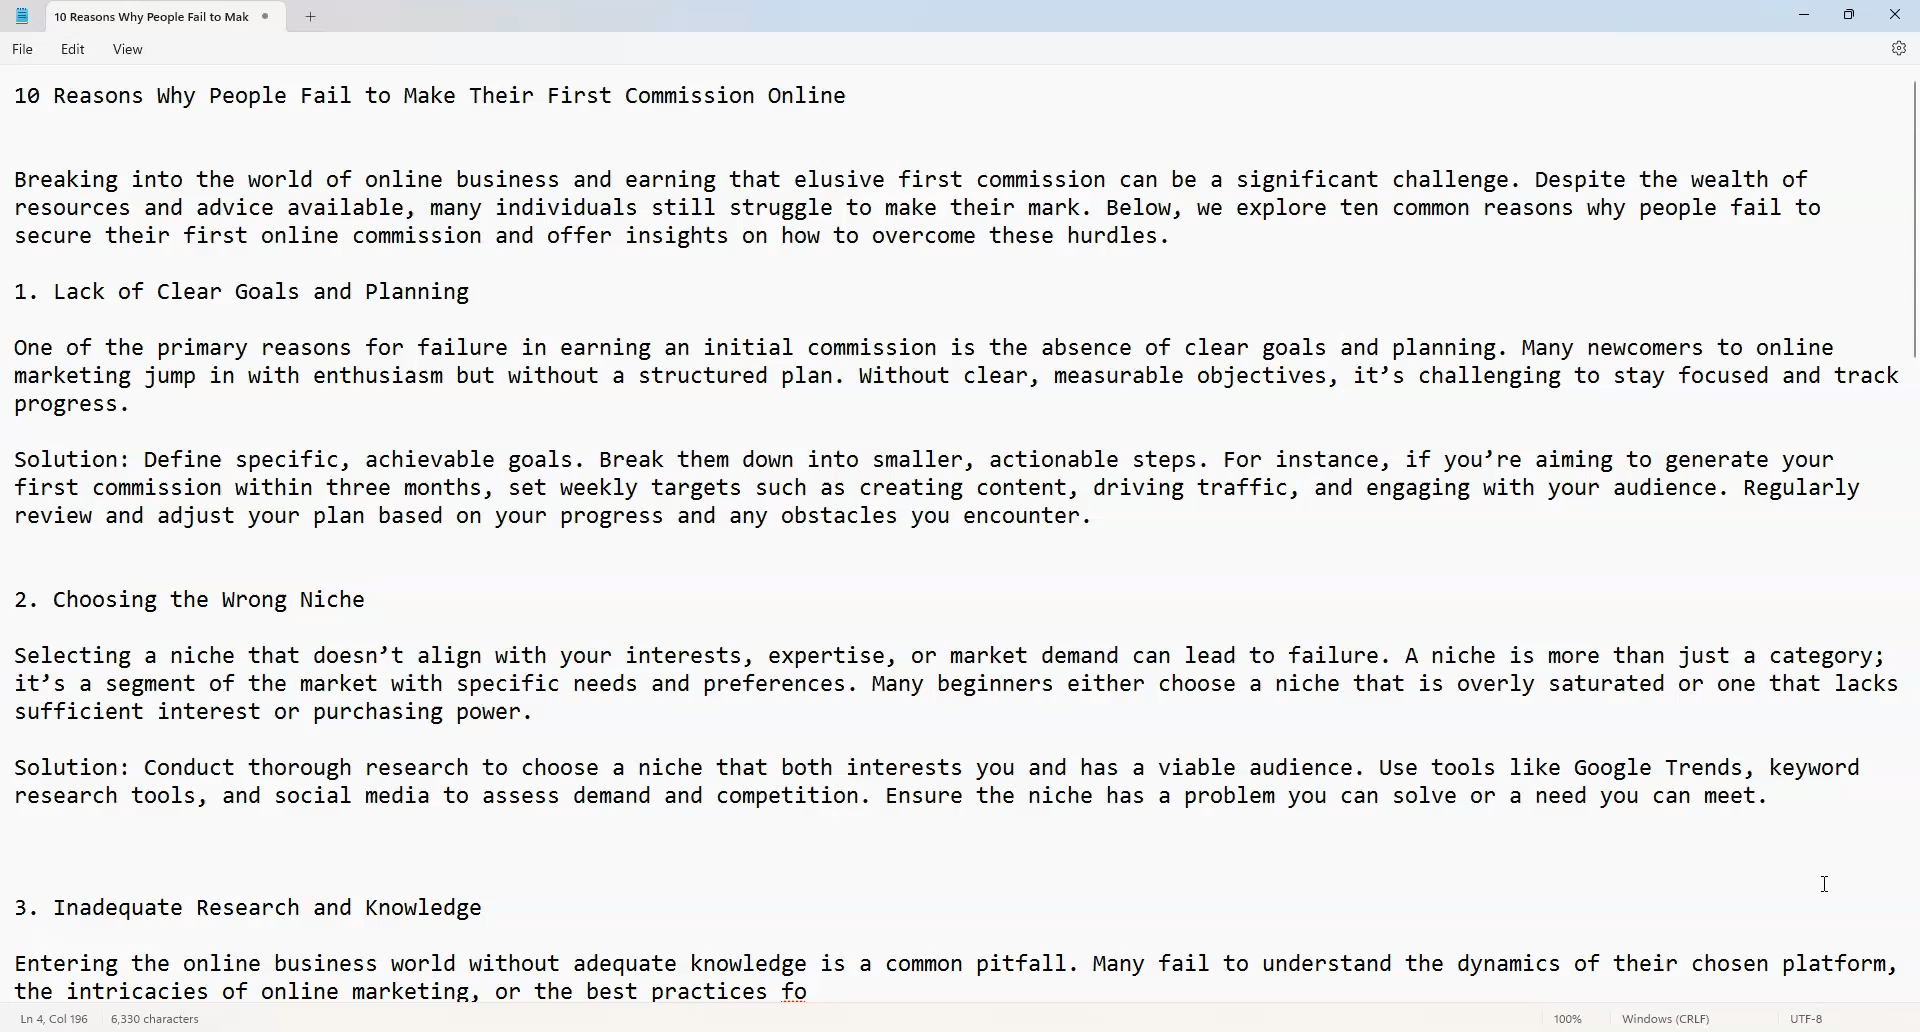 10 Reasons Why People Fail to Mak
File
Edit
View
10 Reasons Why People Fail to Make Their First Commission Online
Breaking into the world of online business and earning that elusive first commission can be a significant challenge. Despite the wealth of
resources and advice available, many individuals still struggle to make their mark. Below, we explore ten common reasons why people fail to
secure their first online commission and offer insights on how to overcome these hurdles.
1. Lack of Clear Goals and Planning
One of the primary reasons for failure in earning an initial commission is the absence of clear goals and planning. Many newcomers to online
marketing jump in with enthusiasm but without a structured plan. Without clear, measurable objectives, it’s challenging to stay focused and track
progress.
Solution: Define specific, achievable goals. Break them down into smaller, actionable steps. For instance, if you’re aiming to generate your
first commission within three months, set weekly targets such as creating content, driving traffic, and engaging with your audience. Regularly
review and adjust your plan based on your progress and any obstacles you encounter.
2. Choosing the Wrong Niche
Selecting a niche that doesn’t align with your interests, expertise, or market demand can lead to failure. A niche is more than just a category;
it’s a segment of the market with specific needs and preferences. Many beginners either choose a niche that is overly saturated or one that lacks
sufficient interest or purchasing power.
Solution: Conduct thorough research to choose a niche that both interests you and has a viable audience. Use tools like Google Trends, keyword
research tools, and social media to assess demand and competition. Ensure the niche has a problem you can solve or a need you can meet.
3. Inadequate Research and Knowledge
Entering the online business world without adequate knowledge is a common pitfall. Many fail to understand the dynamics of their chosen platform,
the intricacies of online marketing, or the best practices fo
Ln 4, Col 196
6,330 characters
100%
Windows (CRLF)
UTF-8